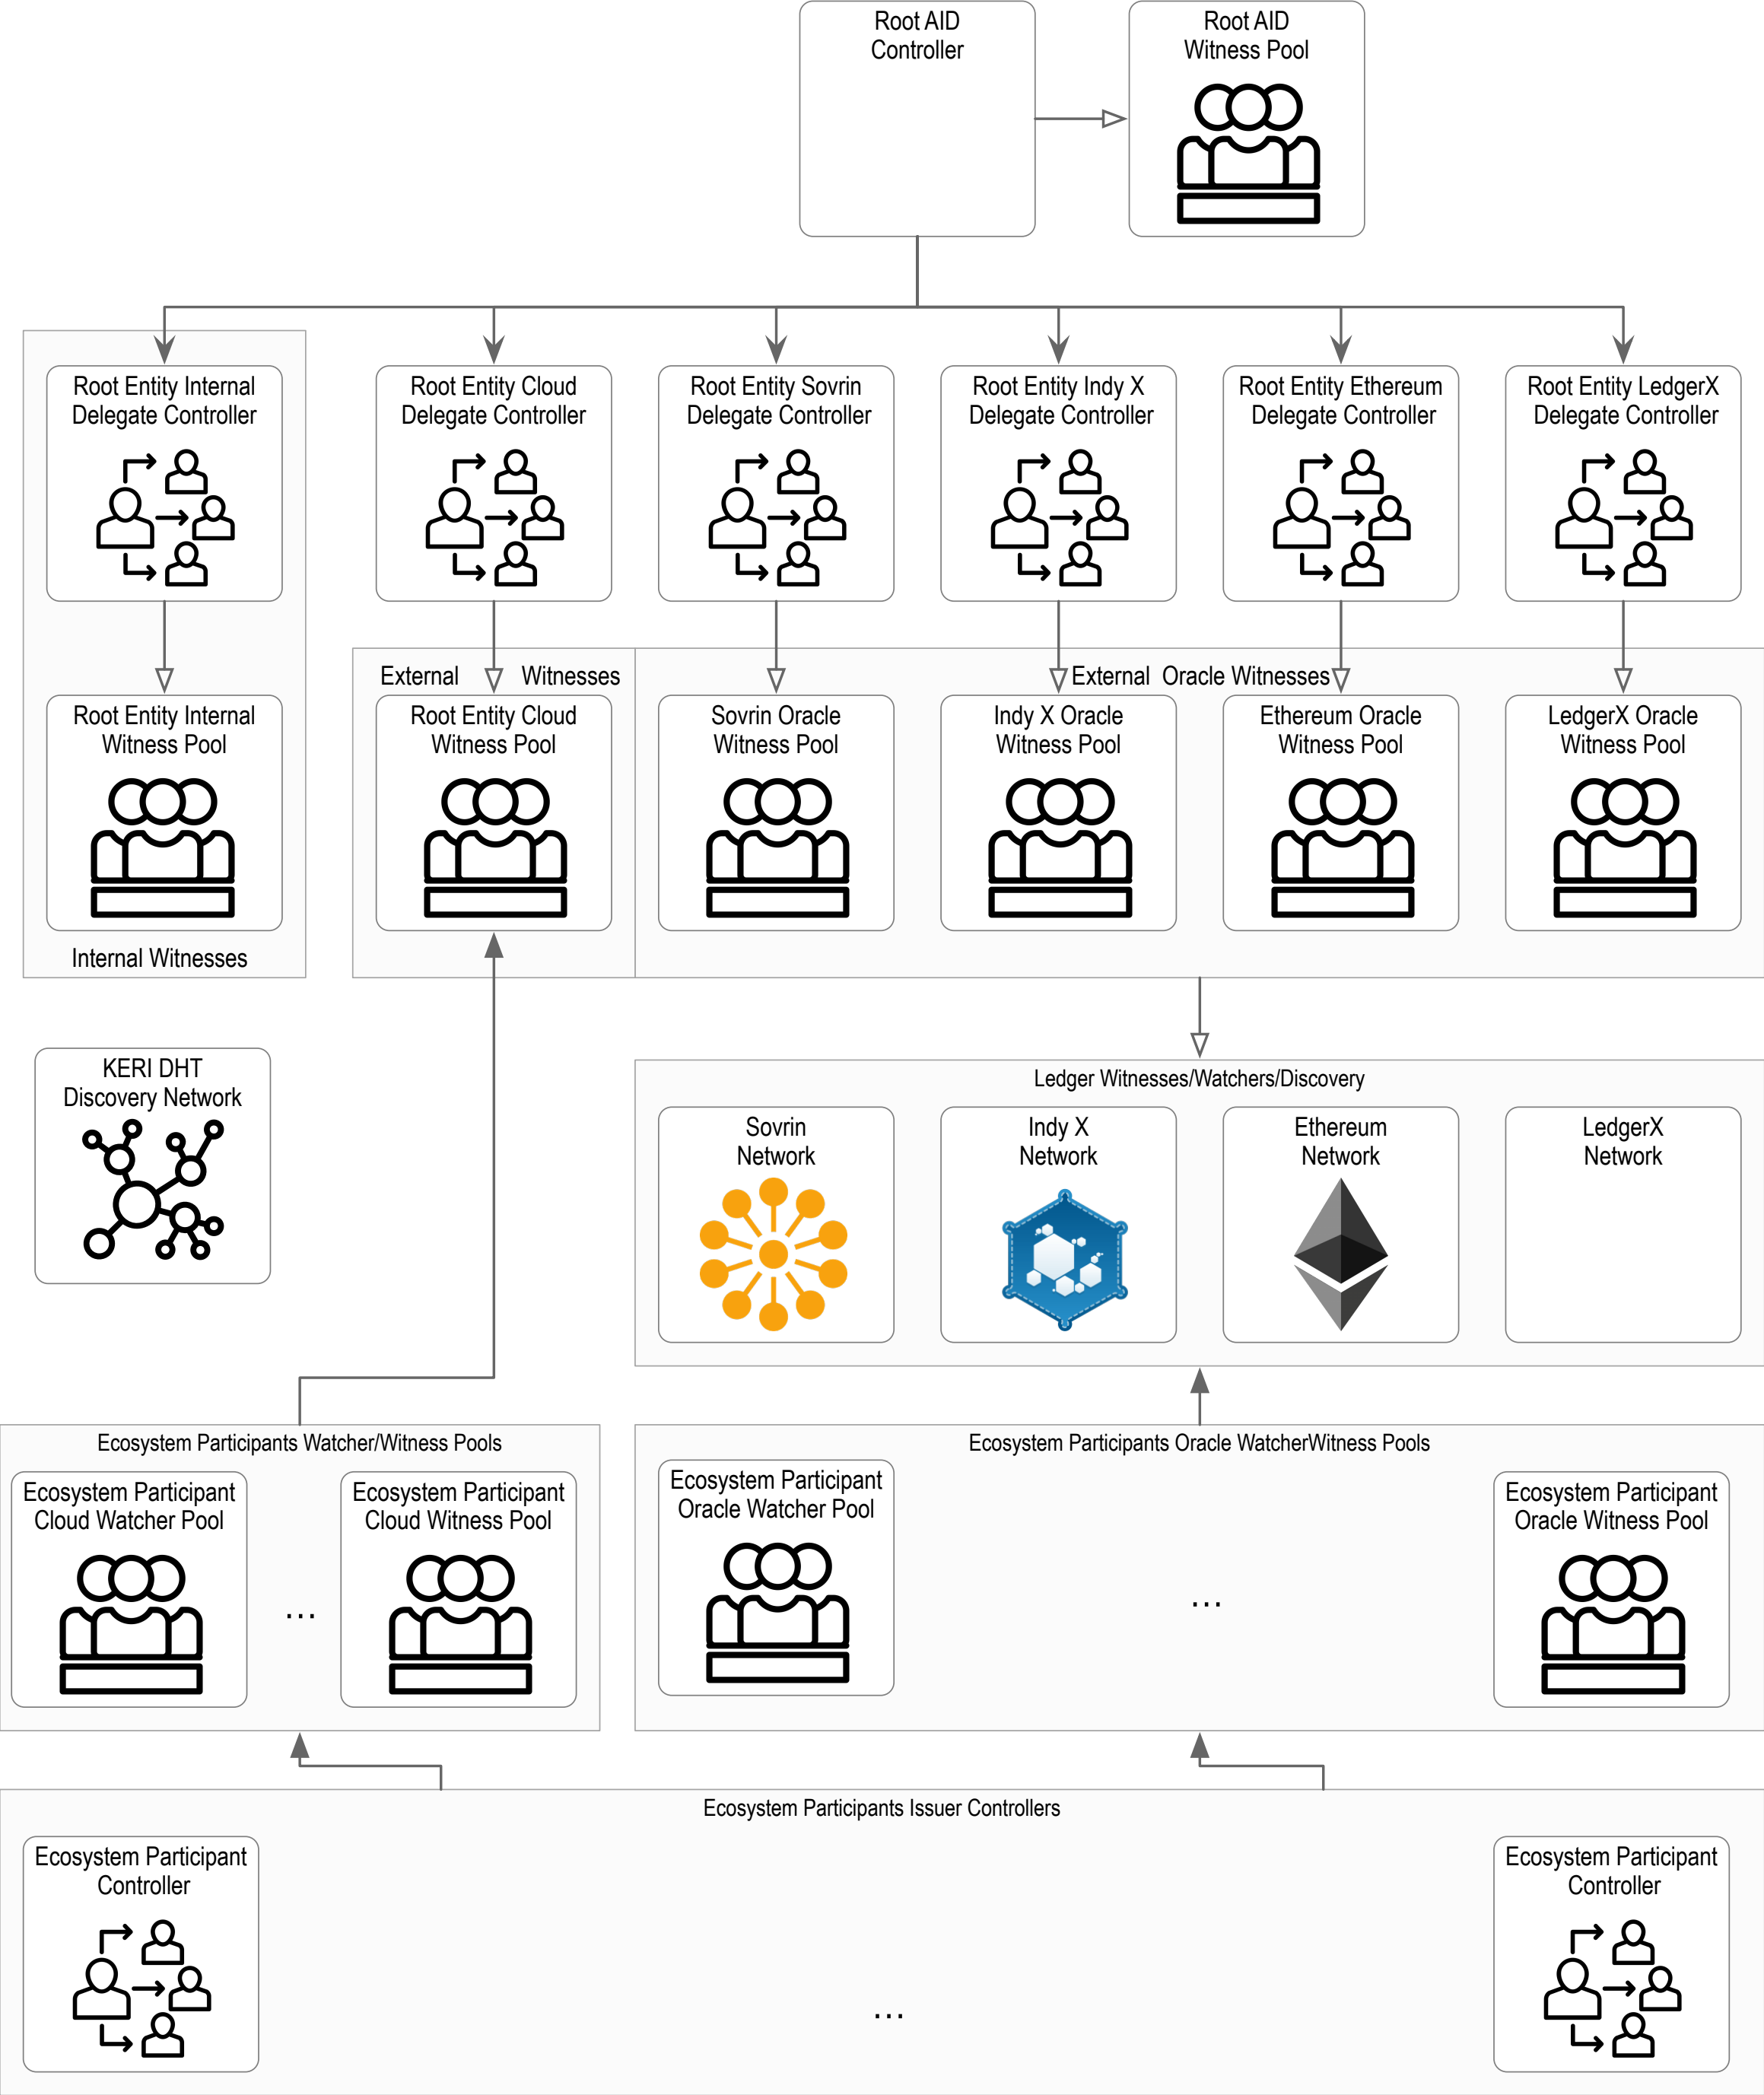 Root AID
Controller
Root AID
Witness Pool
Root Entity Internal
Delegate Controller
Root Entity Cloud
Delegate Controller
Root Entity Sovrin
Delegate Controller
Root Entity Indy X
Delegate Controller
Root Entity Ethereum
Delegate Controller
Root Entity LedgerX
Delegate Controller
External Witnesses
External Oracle Witnesses
Root Entity Internal
Witness Pool
Root Entity Cloud
Witness Pool
Sovrin Oracle
Witness Pool
Indy X Oracle
Witness Pool
Ethereum Oracle
Witness Pool
LedgerX Oracle
Witness Pool
Internal Witnesses
KERI DHT
Discovery Network
Ledger Witnesses/Watchers/Discovery
Sovrin
Network
Indy X
Network
Ethereum
Network
LedgerX
Network
Ecosystem Participants Watcher/Witness Pools
Ecosystem Participant
Cloud Watcher Pool
...
Ecosystem Participant
Cloud Witness Pool
Ecosystem Participants Oracle WatcherWitness Pools
Ecosystem Participant
Oracle Watcher Pool
...
Ecosystem Participant
Oracle Witness Pool
Ecosystem Participants Issuer Controllers
Ecosystem Participant
Controller
...
Ecosystem Participant
Controller